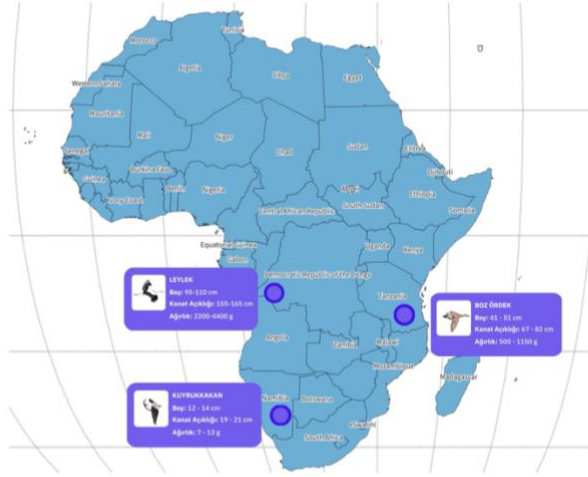 Tunisia
Morocco
Algeria
Libya
Egypt
Western Sahara
Mauritania
Mali
Niger
Chad
Sudan
Eritrea
Djibouti
Senegal
Burkina Faso
Guinea
Benin
Ivory Coast
Nigeria
Abyei
Ethiopia
Central African Republic
South Sudan
Somalia
Equatorial Guinea
Uganda
Kenya
Gabon
Democratic Republic of the Congo
LEYLEK
Boy: 95-110 cm
Kanat Açıklığı: 155-165 cm
Ağırlık: 2200-4400 g
Tanzania
BOZ ÖRDEK
Boy: 41 - 51 cm
Kanat Açıklığı: 67 - 82 cm
Ağırlık: 500 - 1150 g
Angola
Zambia
Malawi
Mozambique
Madagascar
KUYRUKKAKAN
Boy: 12 - 14 cm
Kanat Açıklığı: 19 - 21 cm
Ağırlık: 7 - 13 g
Namibia
Botswana
eSwatini
South Africa